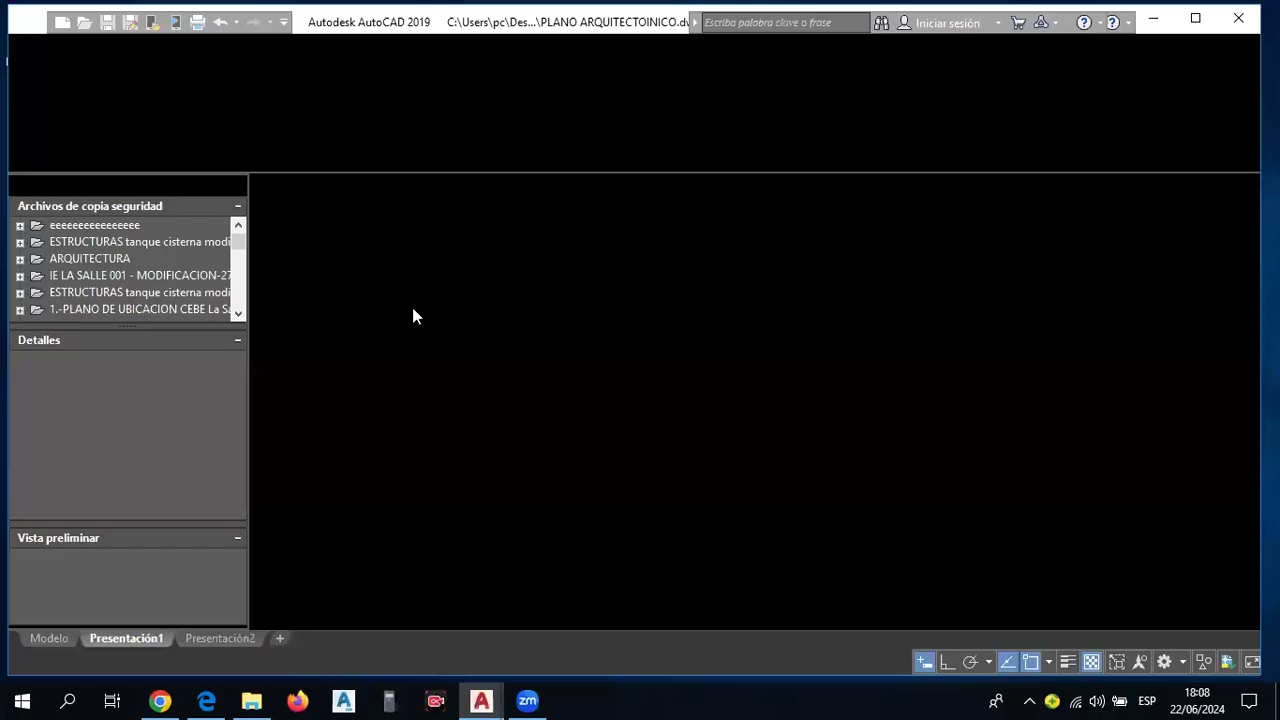 Autodesk AutoCAD 2019 C:\Users\pc\Des...\PLANO ARQUITECTOINICO.dw Escriba palabra clave o frase Iniciar sesión
Archivos de copia seguridad
eeeeeeeeeeeeeeee
ESTRUCTURAS tanque cisterna modi
ARQUITECTURA
IE LA SALLE 001 - MODIFICACION-27
ESTRUCTURAS tanque cisterna modi
1.-PLANO DE UBICACION CEBE La Sa
Detalles
Vista preliminar
Modelo Presentación1 Presentación2 +
zm ESP 18:08
22/06/2024